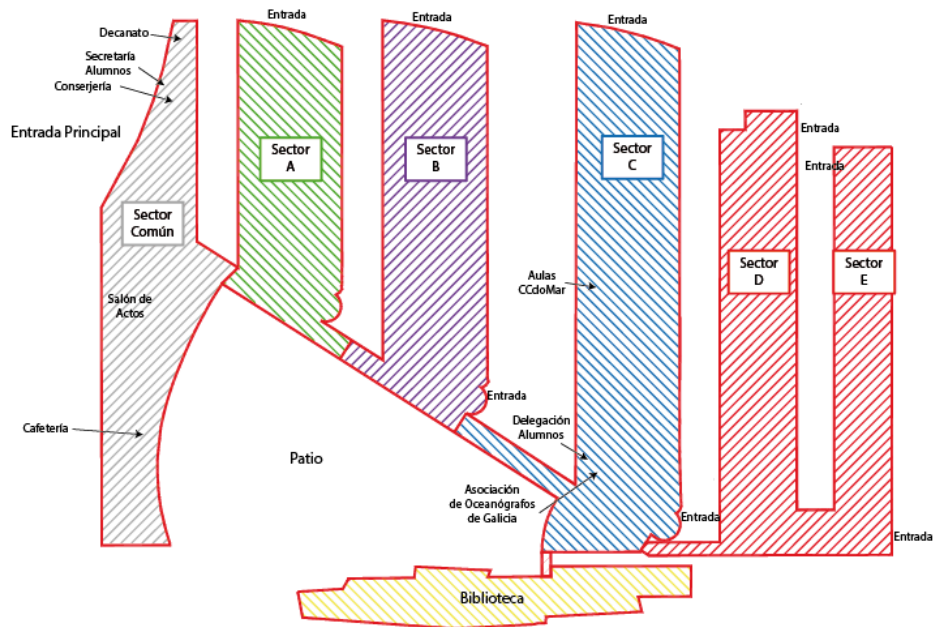 Entrada
Entrada
Entrada
Decanato
Secretaría
Alumnos
Conserjería
Entrada Principal
Sector
A
Sector
B
Sector
C
Entrada
Entrada
Sector
Común
Sector
D
Sector
E
Aulas
CCdoMar
Salón de
Actos
Entrada
Cafetería
Delegación
Alumnos
Patio
Asociación
de Oceanógrafos
de Galicia
Entrada
Entrada
Biblioteca